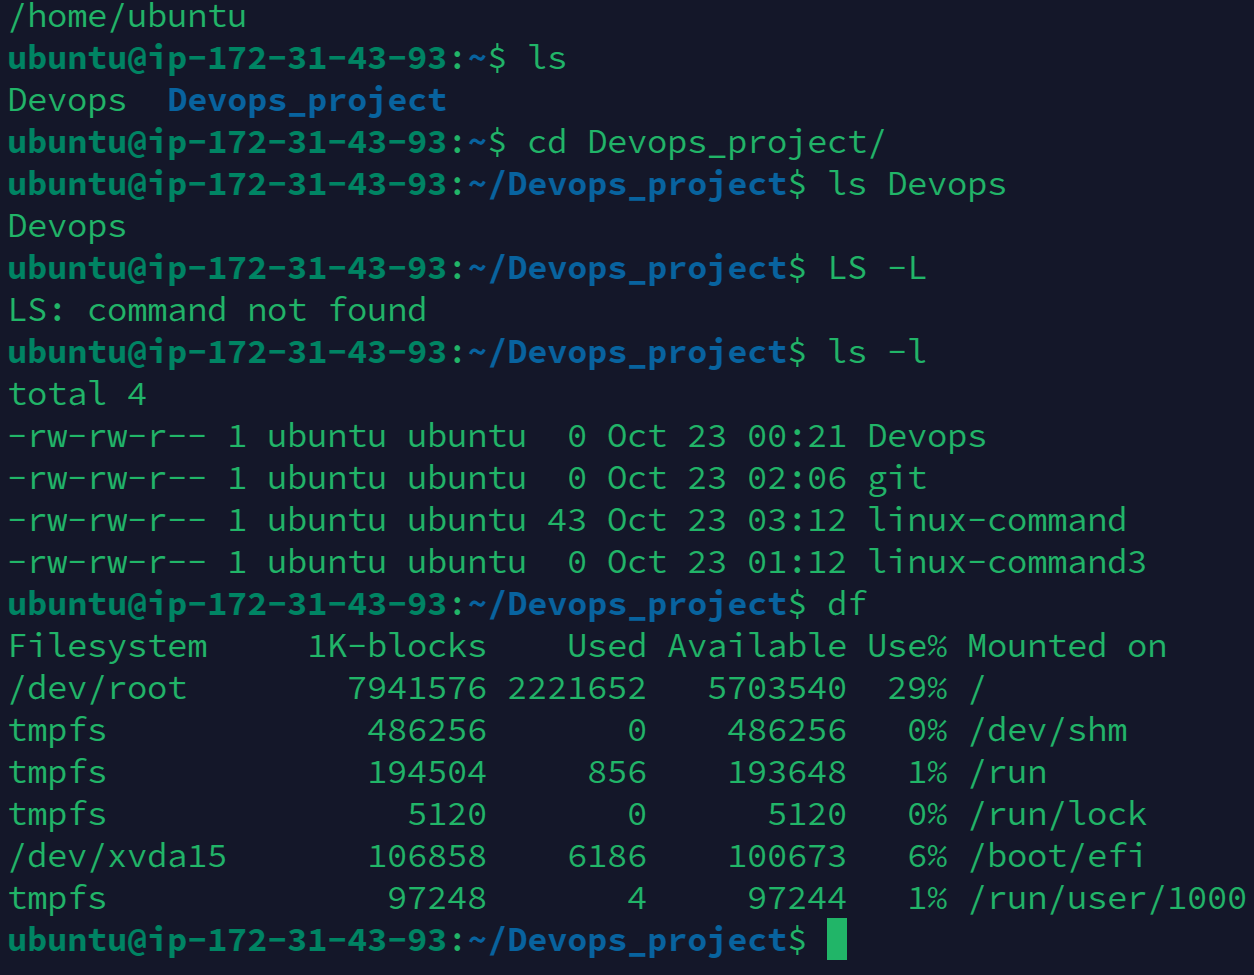 /home/ubuntu
ubuntu@ip-172-31-43-93:~$ ls
Devops  Devops_project
ubuntu@ip-172-31-43-93:~$ cd Devops_project/
ubuntu@ip-172-31-43-93:~/Devops_project$ ls Devops
Devops
ubuntu@ip-172-31-43-93:~/Devops_project$ LS -L
LS: command not found
ubuntu@ip-172-31-43-93:~/Devops_project$ ls -l
total 4
-rw-rw-r-- 1 ubuntu ubuntu  0 Oct 23 00:21 Devops
-rw-rw-r-- 1 ubuntu ubuntu  0 Oct 23 02:06 git
-rw-rw-r-- 1 ubuntu ubuntu 43 Oct 23 03:12 linux-command
-rw-rw-r-- 1 ubuntu ubuntu  0 Oct 23 01:12 linux-command3
ubuntu@ip-172-31-43-93:~/Devops_project$ df
Filesystem     1K-blocks    Used Available Use% Mounted on
/dev/root        7941576 2221652   5703540  29% /
tmpfs             486256       0    486256   0% /dev/shm
tmpfs             194504     856    193648   1% /run
tmpfs               5120       0      5120   0% /run/lock
/dev/xvda15       106858    6186    100673   6% /boot/efi
tmpfs              97248       4     97244   1% /run/user/1000
ubuntu@ip-172-31-43-93:~/Devops_project$